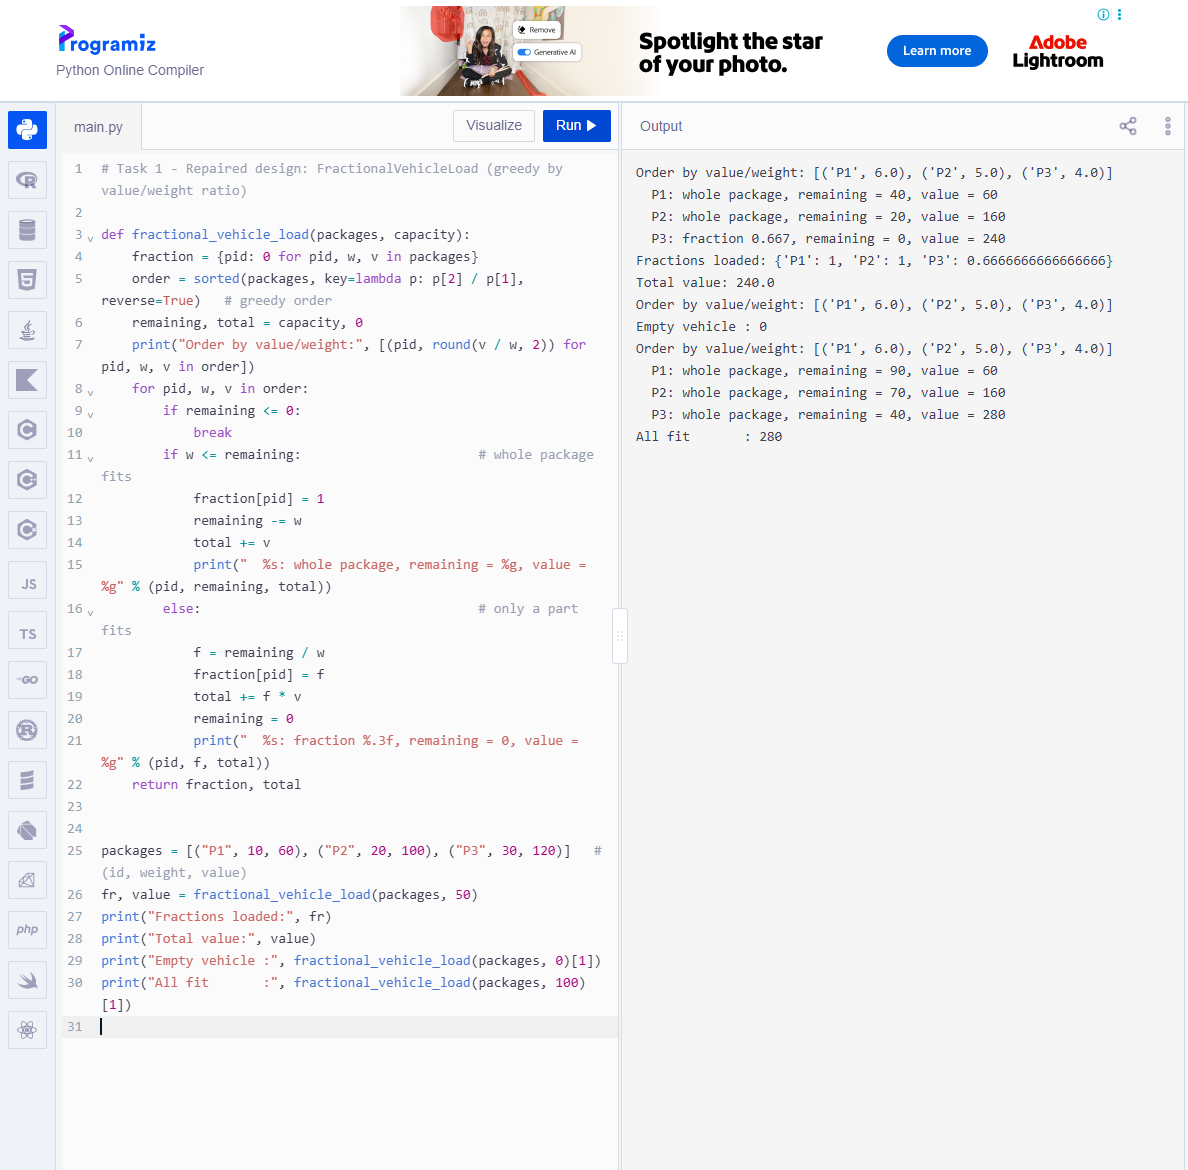 Programiz
Python Online Compiler
Remove
Generative AI
Spotlight the star
of your photo.
Learn more
Adobe
Lightroom
main.py
Visualize
Run
Output
1 # Task 1 - Repaired design: FractionalVehicleLoad (greedy by
value/weight ratio)
2
3 def fractional_vehicle_load(packages, capacity):
4     fraction = {pid: 0 for pid, w, v in packages}
5     order = sorted(packages, key=lambda p: p[2] / p[1],
reverse=True)   # greedy order
6     remaining, total = capacity, 0
7     print("Order by value/weight:", [(pid, round(v / w, 2)) for
pid, w, v in order])
8     for pid, w, v in order:
9         if remaining <= 0:
10             break
11         if w <= remaining:                       # whole package
fits
12             fraction[pid] = 1
13             remaining -= w
14             total += v
15             print("  %s: whole package, remaining = %g, value =
%g" % (pid, remaining, total))
16         else:                                    # only a part
fits
17             f = remaining / w
18             fraction[pid] = f
19             total += f * v
20             remaining = 0
21             print("  %s: fraction %.3f, remaining = 0, value =
%g" % (pid, f, total))
22     return fraction, total
23
24
25 packages = [("P1", 10, 60), ("P2", 20, 100), ("P3", 30, 120)]   #
(id, weight, value)
26 fr, value = fractional_vehicle_load(packages, 50)
27 print("Fractions loaded:", fr)
28 print("Total value:", value)
29 print("Empty vehicle :", fractional_vehicle_load(packages, 0)[1])
30 print("All fit       :", fractional_vehicle_load(packages, 100)
[1])
31
Order by value/weight: [('P1', 6.0), ('P2', 5.0), ('P3', 4.0)]
  P1: whole package, remaining = 40, value = 60
  P2: whole package, remaining = 20, value = 160
  P3: fraction 0.667, remaining = 0, value = 240
Fractions loaded: {'P1': 1, 'P2': 1, 'P3': 0.6666666666666666}
Total value: 240.0
Order by value/weight: [('P1', 6.0), ('P2', 5.0), ('P3', 4.0)]
Empty vehicle : 0
Order by value/weight: [('P1', 6.0), ('P2', 5.0), ('P3', 4.0)]
  P1: whole package, remaining = 90, value = 60
  P2: whole package, remaining = 70, value = 160
  P3: whole package, remaining = 40, value = 280
All fit       : 280
JS
TS
GO
php